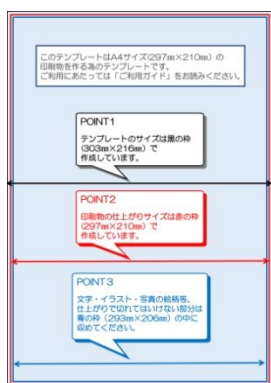 このテンプレートはA4サイズ(297㎜×210㎜)の
印刷物を作る為のテンプレートです。
ご利用にあたっては「ご利用ガイド」をお読みください。
POINT1
テンプレートのサイズは黒の枠
(303㎜×216㎜)で
作成しています。
POINT2
印刷物の仕上がりサイズは赤の枠
(297㎜×210㎜)で
作成しています。
POINT3
文字・イラスト・写真の絵柄等、
仕上がりで切れてはいけない部分は
青の枠(293㎜×206㎜)の中に
収めてください。